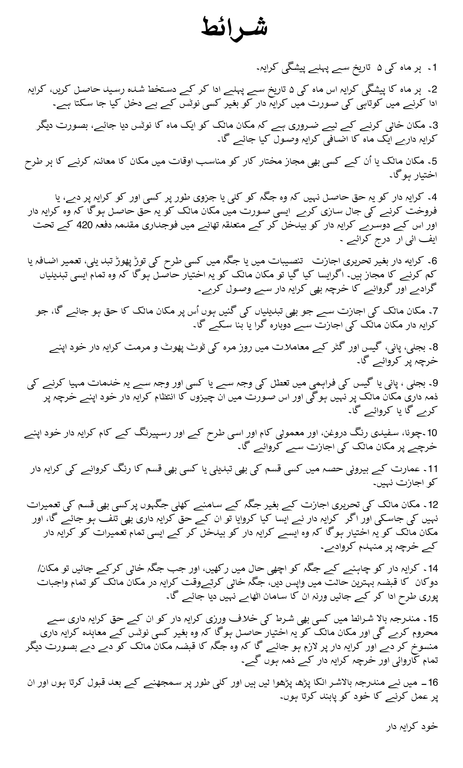 شرائط
1۔ ہر ماہ کی ۵ تاریخ سے پہلے پیشگی کرایہ۔
2۔ ہر ماہ کا پیشگی کرایہ اس ماہ کی ۵ تاریخ سے پہلے ادا کر کے دستخط شدہ رسید حاصل کریں، کرایہ
ادا کرنے میں کوتاہی کی صورت میں کرایہ دار کو بغیر کسی نوٹس کے بے دخل کیا جا سکتا ہے۔
3۔ مکان خالی کرنے کے لیے ضروری ہے کہ مکان مالک کو ایک ماہ کا نوٹس دیا جائے، بصورت دیگر
کرایہ دارے ایک ماہ کا اضافی کرایہ وصول کیا جائے گا۔
5۔ مکان مالک یا اُن کے کسی بھی مجاز مختار کار کو مناسب اوقات میں مکان کا معائنہ کرنے کا ہر طرح
اختیار ہوگا۔
4۔ کرایہ دار کو یہ حق حاصل نہیں کہ وہ جگہ کو کلی یا جزوی طور پر کسی اور کو کرایہ پر دے، یا
فروخت کرنے کی جال سازی کرے ایسی صورت میں مکان مالک کو یہ حق حاصل ہوگا کہ وہ کرایہ دار
اور اس کے دوسرے کرایہ دار کو بیدخل کر کے متعلقہ تھانے میں فوجداری مقدمہ دفعہ 420 کے تحت
ایف ائی ار درج کرائے ۔
6۔ کرایہ دار بغیر تحریری اجازت تنصیبات میں یا جگہ میں کسی طرح کی توڑ پھوڑ تبد یلی، تعمیر اضافہ یا
کم کرنے کا مجاز ہیں۔ اگرایسا کیا گیا تو مکان مالک کو یہ اختیار حاصل ہوگا کہ وہ تمام ایسی تبدیلیاں
گرادے اور گروانے کا خرچہ بھی کرایہ دار سے وصول کرے۔
7۔ مکان مالک کی اجازت سے جو بھی تبدیلیاں کی گئیں ہوں اُس پر مکان مالک کا حق ہو جائے گا، جو
کرایہ دار مکان مالک کی اجازت سے دوبارہ گرا یا بنا سکے گا۔
8۔ بجلی، پانی، گیس اور گٹر کے معاملات میں روز مرہ کی ٹوٹ پھوٹ و مرمت کرایہ دار خود اپنے
خرچہ پر کروائے گا۔
9۔ بجلی ، پانی یا گیس کی فراہمی میں تعطل کی وجہ سے یا کسی اور وجہ سے یہ خدمات مہیا کرنے کی
ذمہ داری مکان مالک پر نہیں ہوگی اور اس صورت میں ان چیزوں کا انتظام کرایہ دار خود اپنے خرچہ پر
کرے گا یا کروائے گا۔
10۔چونا، سفیدی رنگ دروغن، اور معمولی کام اور اسی طرح کے اور رسپیرنگ کے کام کرایہ دار خود اپنے
خرچے پر مکان مالک کی اجازت سے کروائے گا۔
11۔ عمارت کے بیرونی حصہ میں کسی قسم کی بھی تبدیلی یا کسی بھی قسم کا رنگ کروانے کی کرایہ دار
کو اجازت نہیں۔
12۔ مکان مالک کی تحریری اجازت کے بغیر جگہ کے سامنے کھلی جگہوں پرکسی بھی قسم کی تعمیرات
نہیں کی جاسکی اور اگر کرایہ دار نے ایسا کیا کروایا تو ان کے حق کرایہ داری بھی تلف ہو جائے گا، اور
مکان مالک کو یہ اختیار ہوگا کہ وہ ایسے کرایہ دار کو بیدخل کر کے ایسی تمام تعمیرات کو کرایہ دار
کے خرچہ پر منہدم کروادے۔
14۔ کرایہ دار کو چاہئے کے جگہ کو اچھی حال میں رکھیں، اور جب جگہ خالی کرکے جائیں تو مکان/
دوکان کا قبضہ بہترین حالت میں واپس دیں، جگہ خالی کرتےوقت کرایہ در مکان مالک کو تمام واجبات
پوری طرح ادا کر کے جائیں ورنہ ان کا سامان اٹھانے نہیں دیا جائے گا۔
15۔ مندرجہ بالا شرائط میں کسی بھی شرط کی خلاف ورزی کرایہ دار کو ان کے حق کرایہ داری سے
محروم کرے گی اور مکان مالک کو یہ اختیار حاصل ہوگا کہ وہ بغیر کسی نوٹس کے معاہدہ کرایہ داری
منسوخ کر دے اور کرایہ دار پر لازم ہو جائے گا کہ وہ جگہ کا قبضہ مکان مالک کو دے دے بصورت دیگر
تمام کاروائی اور خرچہ کرایہ دار کے ذمہ ہوں گے۔
16۔ میں نے مندرجہ بالاشر ائکا پڑھ، پڑھوا لیں ہیں اور کلی طور پر سمجھنے کے بعد قبول کرتا ہوں اور ان
پر عمل کرنے کا خود کو پابند کرتا ہوں۔
خود کرایہ دار